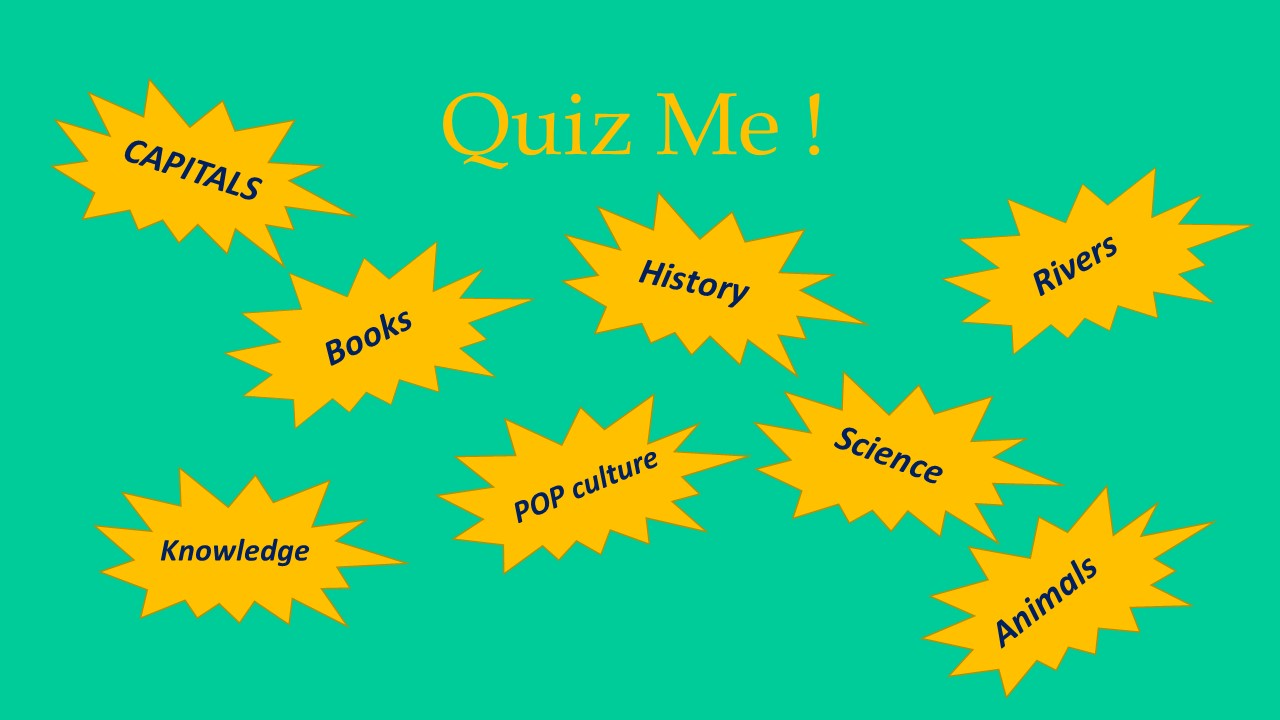 Quiz Me !
CAPITALS
Books
History
Rivers
POP culture
Science
Knowledge
Animals